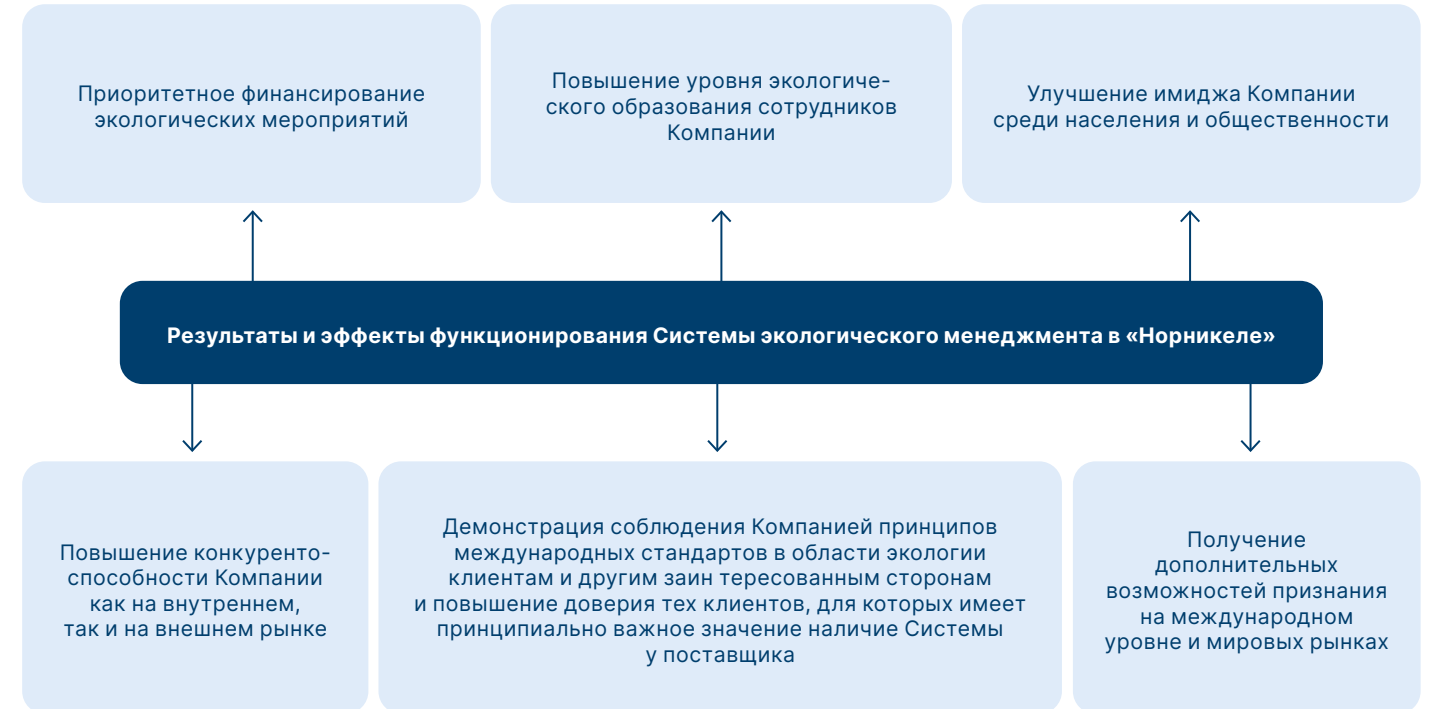 Приоритетное финансирование
экологических мероприятий
Повышение уровня экологиче-
ского образования сотрудников
Компании
Улучшение имиджа Компании
среди населения и общественности
Результаты и эффекты функционирования Системы экологического менеджмента в «Норникеле»
Повышение конкуренто-
способности Компании
как на внутреннем,
так и на внешнем рынке
Демонстрация соблюдения Компанией принципов
международных стандартов в области экологии
клиентам и другим заин тересованным сторонам
и повышение доверия тех клиентов, для которых имеет
принципиально важное значение наличие Системы
у поставщика
Получение
дополнительных
возможностей признания
на международном
уровне и мировых рынках